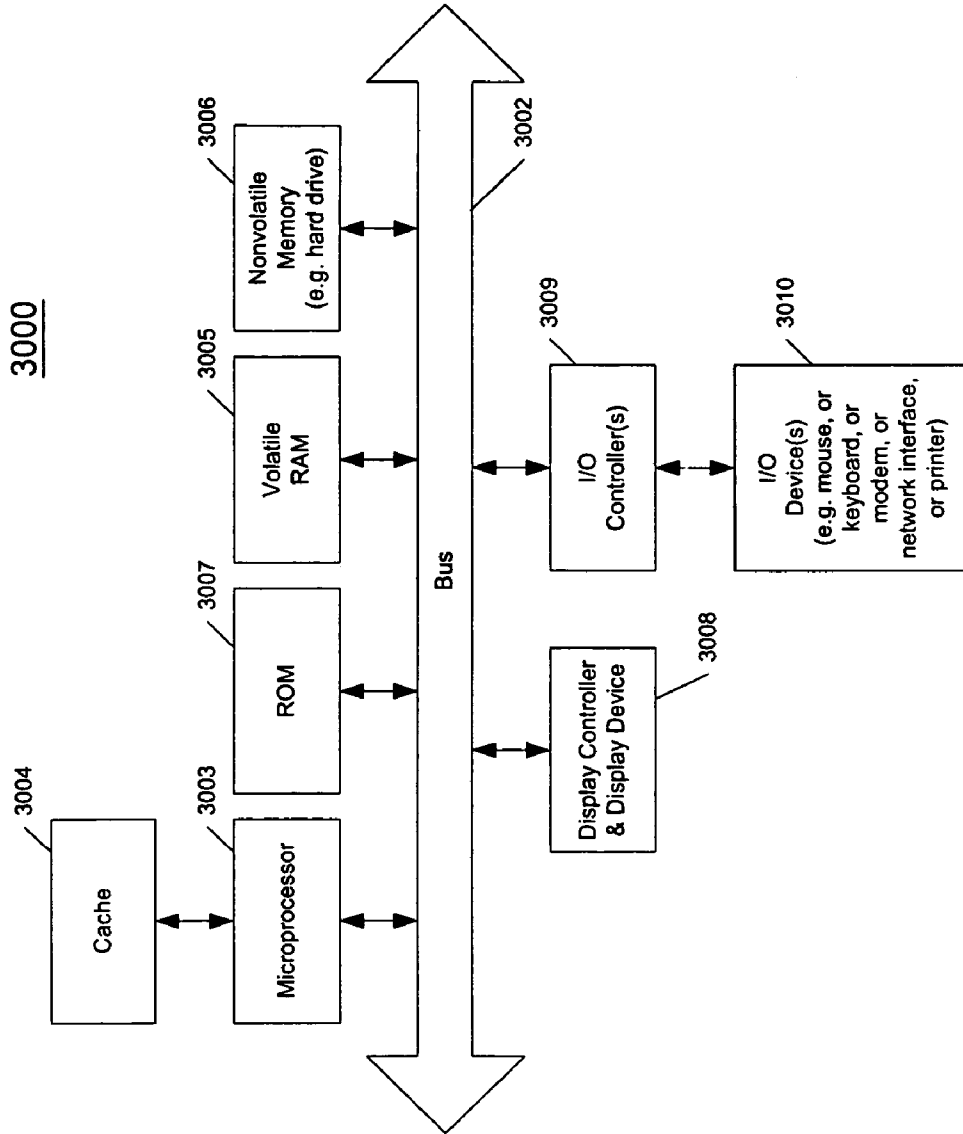 3000
3004
Cache
3003
Microprocessor
3007
ROM
3005
Volatile
RAM
3006
Nonvolatile
Memory
(e.g. hard drive)
Bus
3002
Display Controller
& Display Device
3008
3009
I/O
Controller(s)
3010
I/O
Device(s)
(e.g. mouse, or
keyboard, or
modem, or
network interface,
or printer)